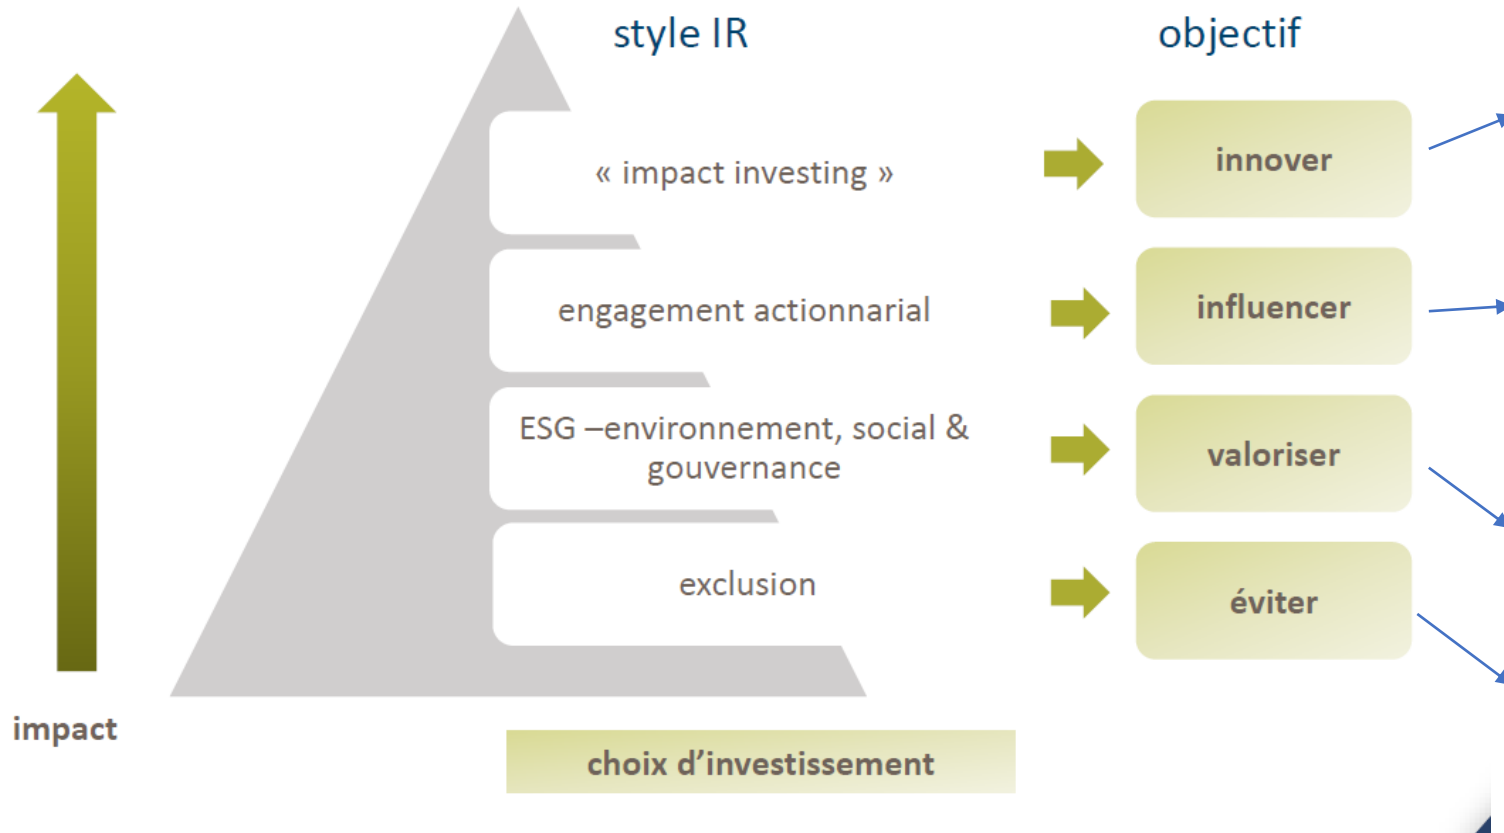 style IR
objectif
« impact investing »
innover
engagement actionnarial
influencer
ESG –environnement, social &
gouvernance
valoriser
exclusion
éviter
impact
choix d’investissement